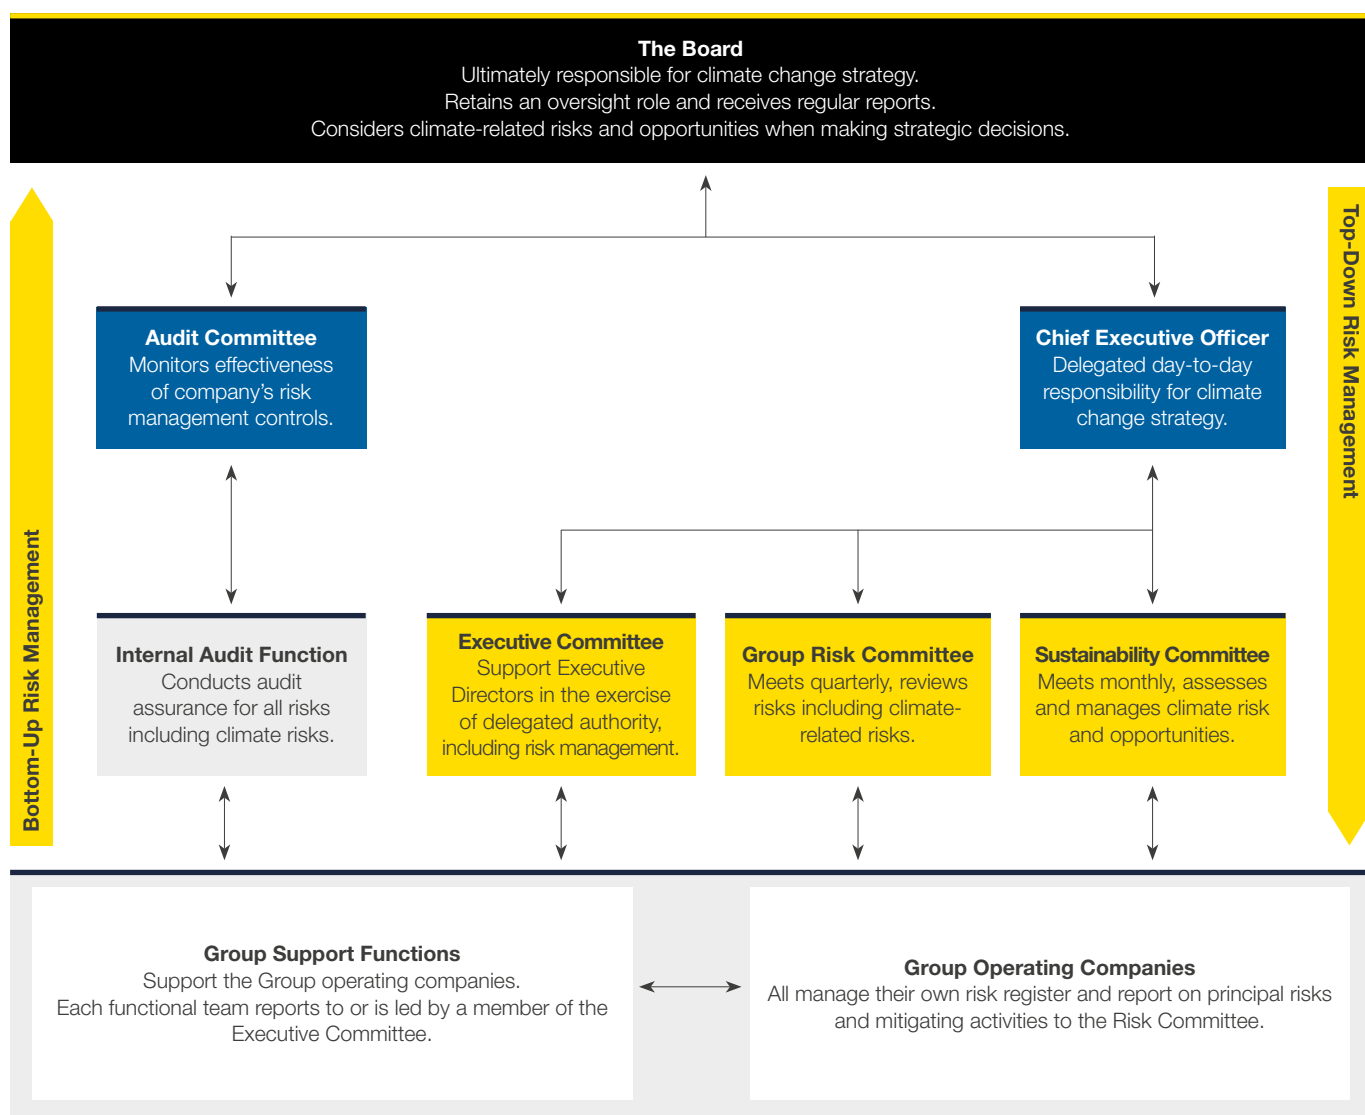 The Board
Ultimately responsible for climate change strategy.
Retains an oversight role and receives regular reports.
Considers climate-related risks and opportunities when making strategic decisions.
Bottom-Up Risk Management
Top-Down Risk Management
Audit Committee
Monitors effectiveness
of company’s risk
management controls.
Chief Executive Officer
Delegated day-to-day
responsibility for climate
change strategy.
Internal Audit Function
Conducts audit
assurance for all risks
including climate risks.
Executive Committee
Support Executive
Directors in the exercise
of delegated authority,
including risk management.
Group Risk Committee
Meets quarterly, reviews
risks including climate-
related risks.
Sustainability Committee
Meets monthly, assesses
and manages climate risk
and opportunities.
Group Support Functions
Support the Group operating companies.
Each functional team reports to or is led by a member of the
Executive Committee.
Group Operating Companies
All manage their own risk register and report on principal risks
and mitigating activities to the Risk Committee.